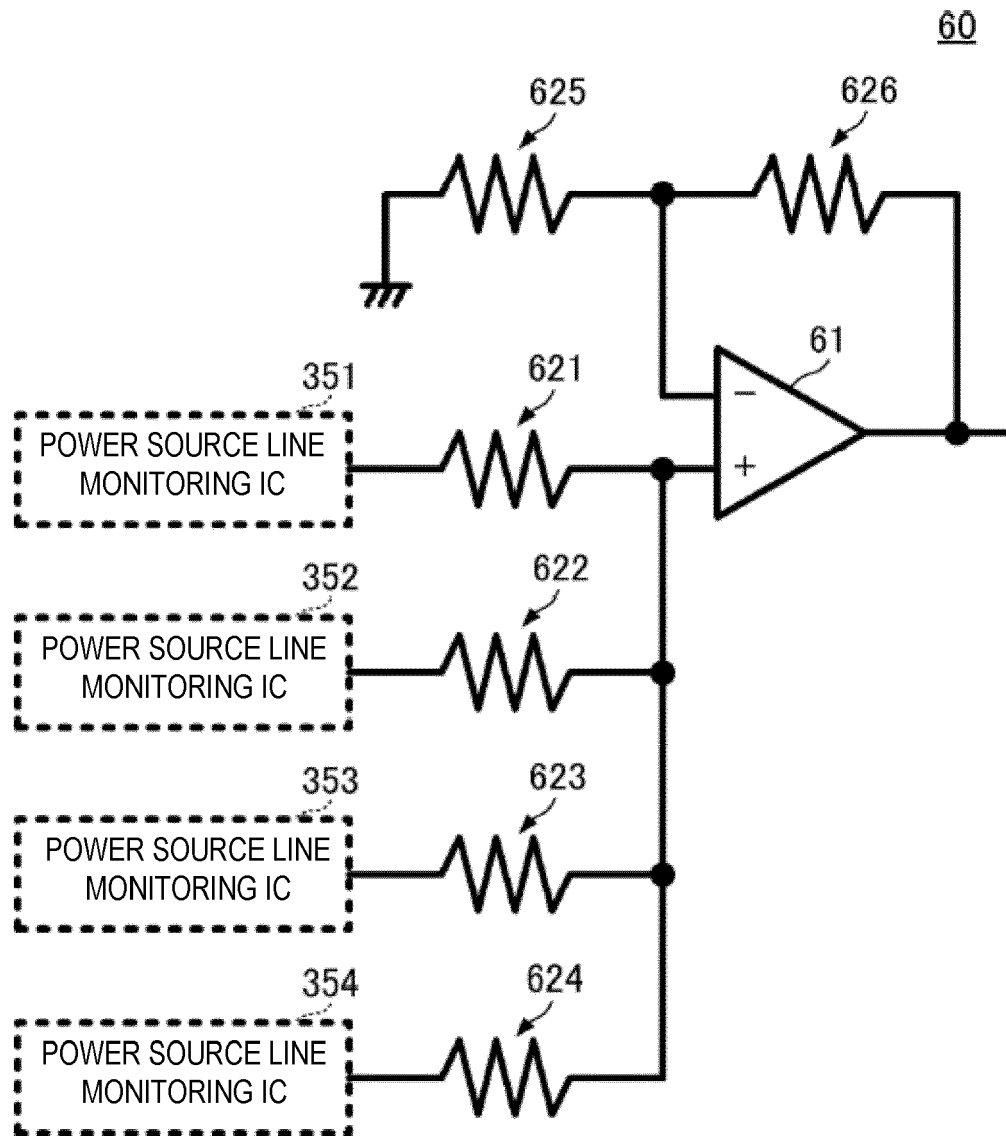 60
625
626
61
351
621
POWER SOURCE LINE
MONITORING IC
−
+
352
622
POWER SOURCE LINE
MONITORING IC
353
623
POWER SOURCE LINE
MONITORING IC
354
624
POWER SOURCE LINE
MONITORING IC